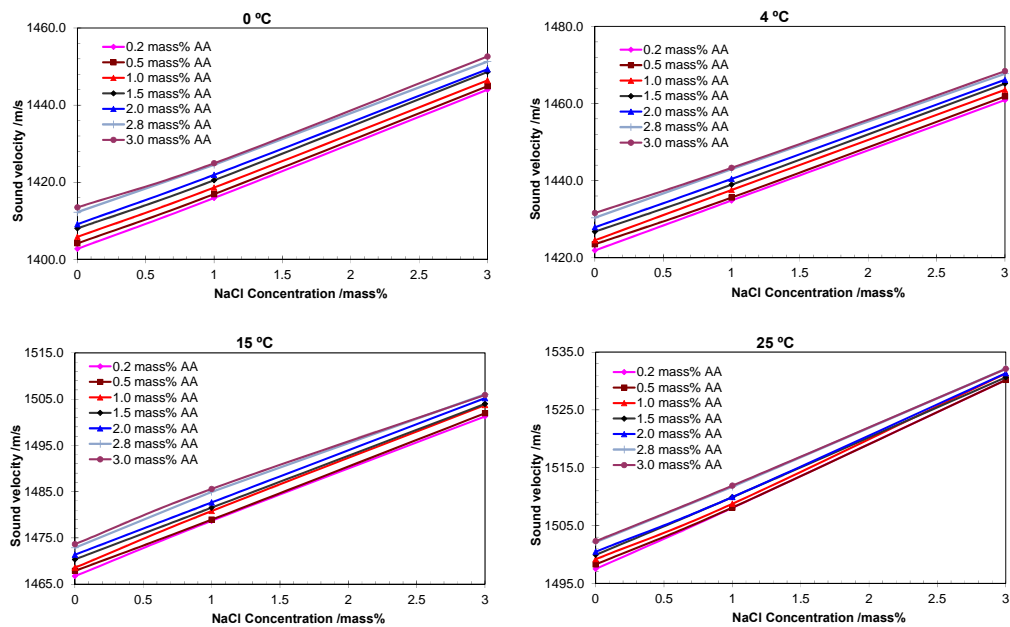 0 ºC
1460.0
1440.0
1420.0
1400.0
Sound velocity /m/s
0.2 mass% AA
0.5 mass% AA
1.0 mass% AA
1.5 mass% AA
2.0 mass% AA
2.8 mass% AA
3.0 mass% AA
0 0.5 1 1.5 2 2.5 3
NaCl Concentration /mass%
4 ºC
1480.0
1460.0
1440.0
1420.0
Sound velocity /m/s
0.2 mass% AA
0.5 mass% AA
1.0 mass% AA
1.5 mass% AA
2.0 mass% AA
2.8 mass% AA
3.0 mass% AA
0 0.5 1 1.5 2 2.5 3
NaCl Concentration /mass%
15 ºC
1515.0
1505.0
1495.0
1485.0
1475.0
1465.0
Sound velocity /m/s
0.2 mass% AA
0.5 mass% AA
1.0 mass% AA
1.5 mass% AA
2.0 mass% AA
2.8 mass% AA
3.0 mass% AA
0 0.5 1 1.5 2 2.5 3
NaCl Concentration /mass%
25 ºC
1535.0
1525.0
1515.0
1505.0
1495.0
Sound velocity /m/s
0.2 mass% AA
0.5 mass% AA
1.0 mass% AA
1.5 mass% AA
2.0 mass% AA
2.8 mass% AA
3.0 mass% AA
0 0.5 1 1.5 2 2.5 3
NaCl Concentration /mass%